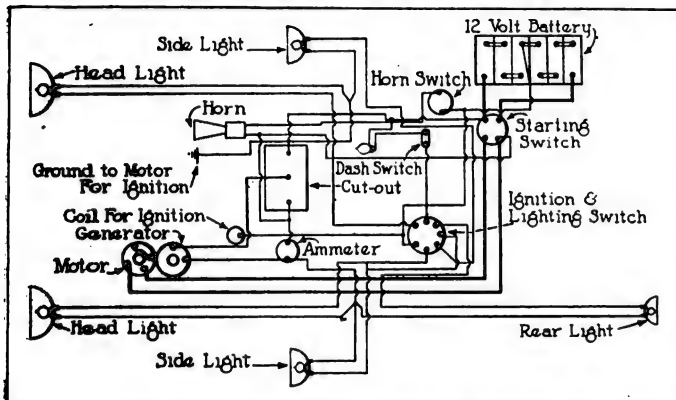 12 Volt Battery
Side Light
Head Light
Horn Switch
Horn
Starting
Switch
Ground to Motor
For Ignition
Dash Switch
Cut-out
Ignition &
Lighting Switch
Coil For Ignition
Generator
Ammeter
Motor
Head Light
Rear Light
Side Light